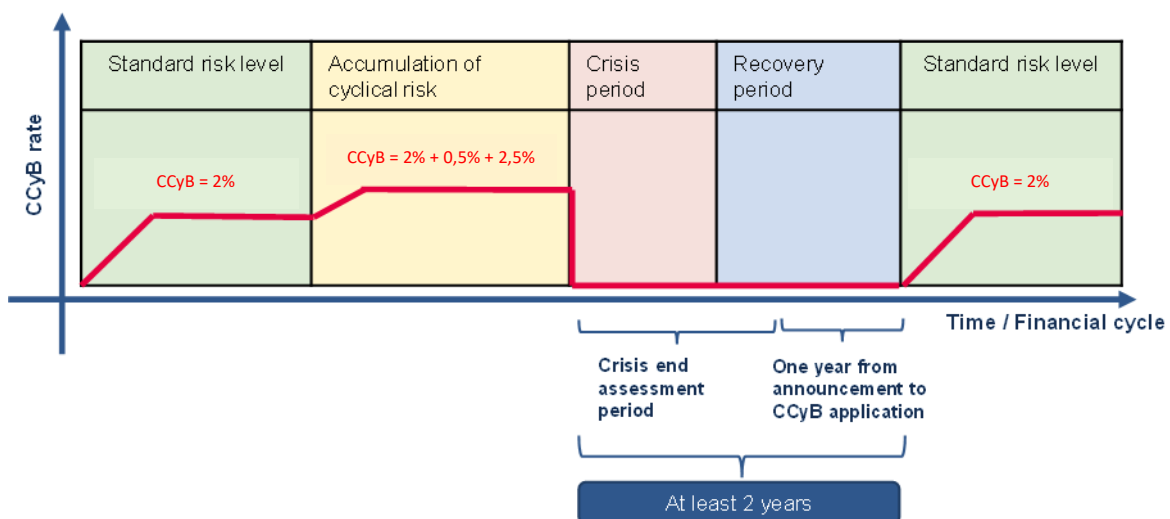 Standard risk level
Accumulation of
cyclical risk
Crisis
period
Recovery
period
Standard risk level
CCyB rate
CCyB = 2%
CCyB = 2% + 0,5% + 2,5%
CCyB = 2%
Time / Financial cycle
Crisis end
assessment
period
One year from
announcement to
CCyB application
At least 2 years